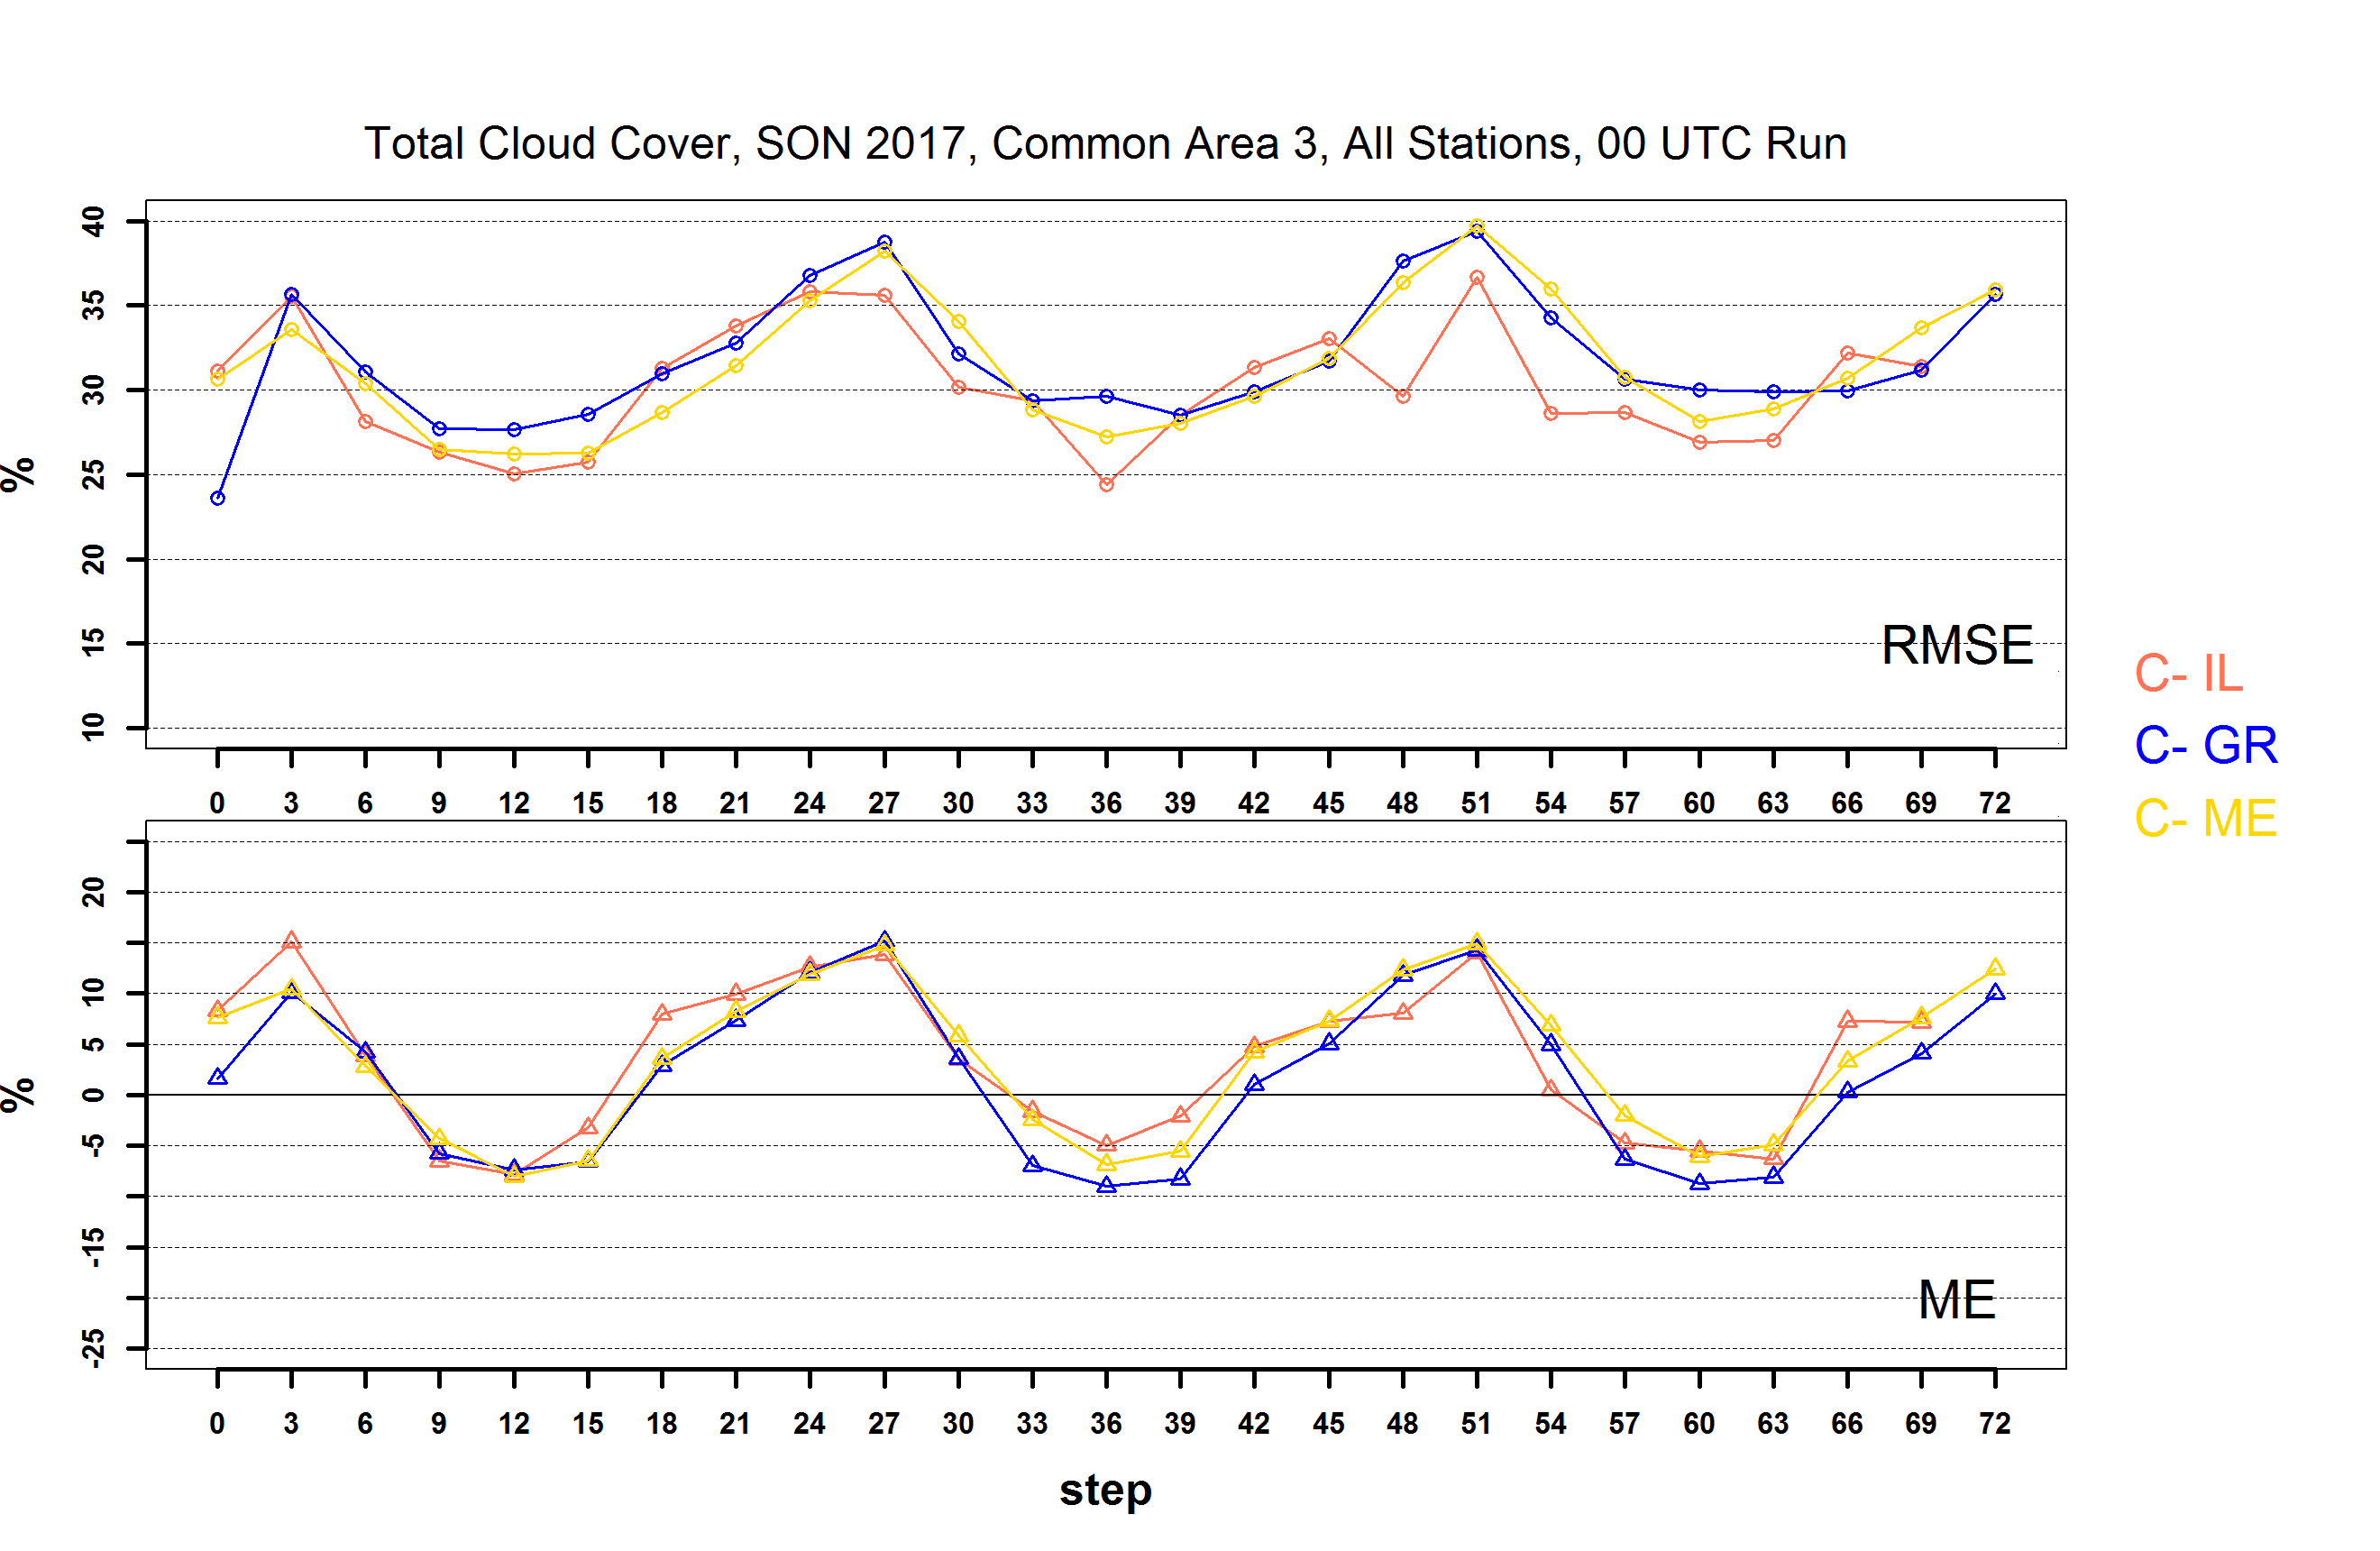 Total Cloud Cover, SON 2017, Common Area 3, All Stations, 00 UTC Run
40
35
30
25
20
15
10
%
RMSE
0 3 6 9 12 15 18 21 24 27 30 33 36 39 42 45 48 51 54 57 60 63 66 69 72
C- IL
C- GR
C- ME
20
10
5
0
-5
-15
-25
%
ME
0 3 6 9 12 15 18 21 24 27 30 33 36 39 42 45 48 51 54 57 60 63 66 69 72
step